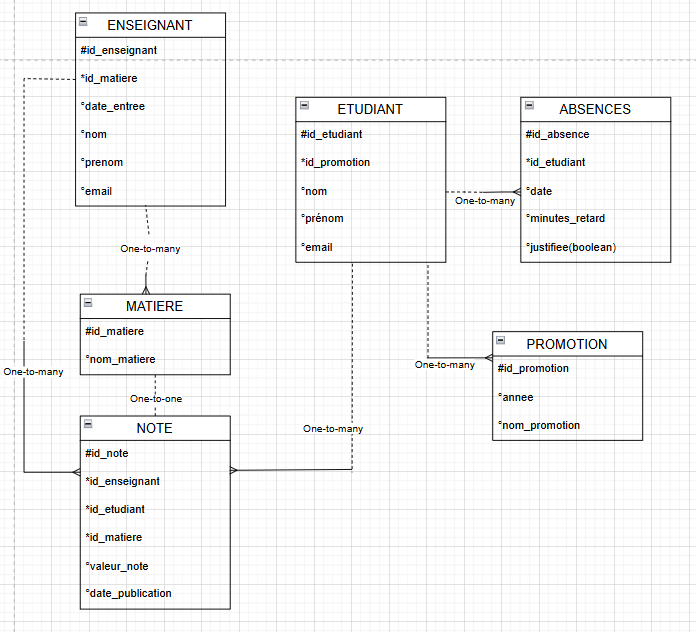 ENSEIGNANT
#id_enseignant
*id_matiere
°date_entree
°nom
°prenom
°email
ETUDIANT
#id_etudiant
*id_promotion
°nom
°prénom
°email
ABSENCES
#id_absence
*id_etudiant
°date
°minutes_retard
°justifiee(boolean)
One-to-many
One-to-many
MATIERE
#id_matiere
°nom_matiere
PROMOTION
#id_promotion
°annee
°nom_promotion
One-to-many
One-to-many
One-to-one
One-to-many
NOTE
#id_note
*id_enseignant
*id_etudiant
*id_matiere
°valeur_note
°date_publication